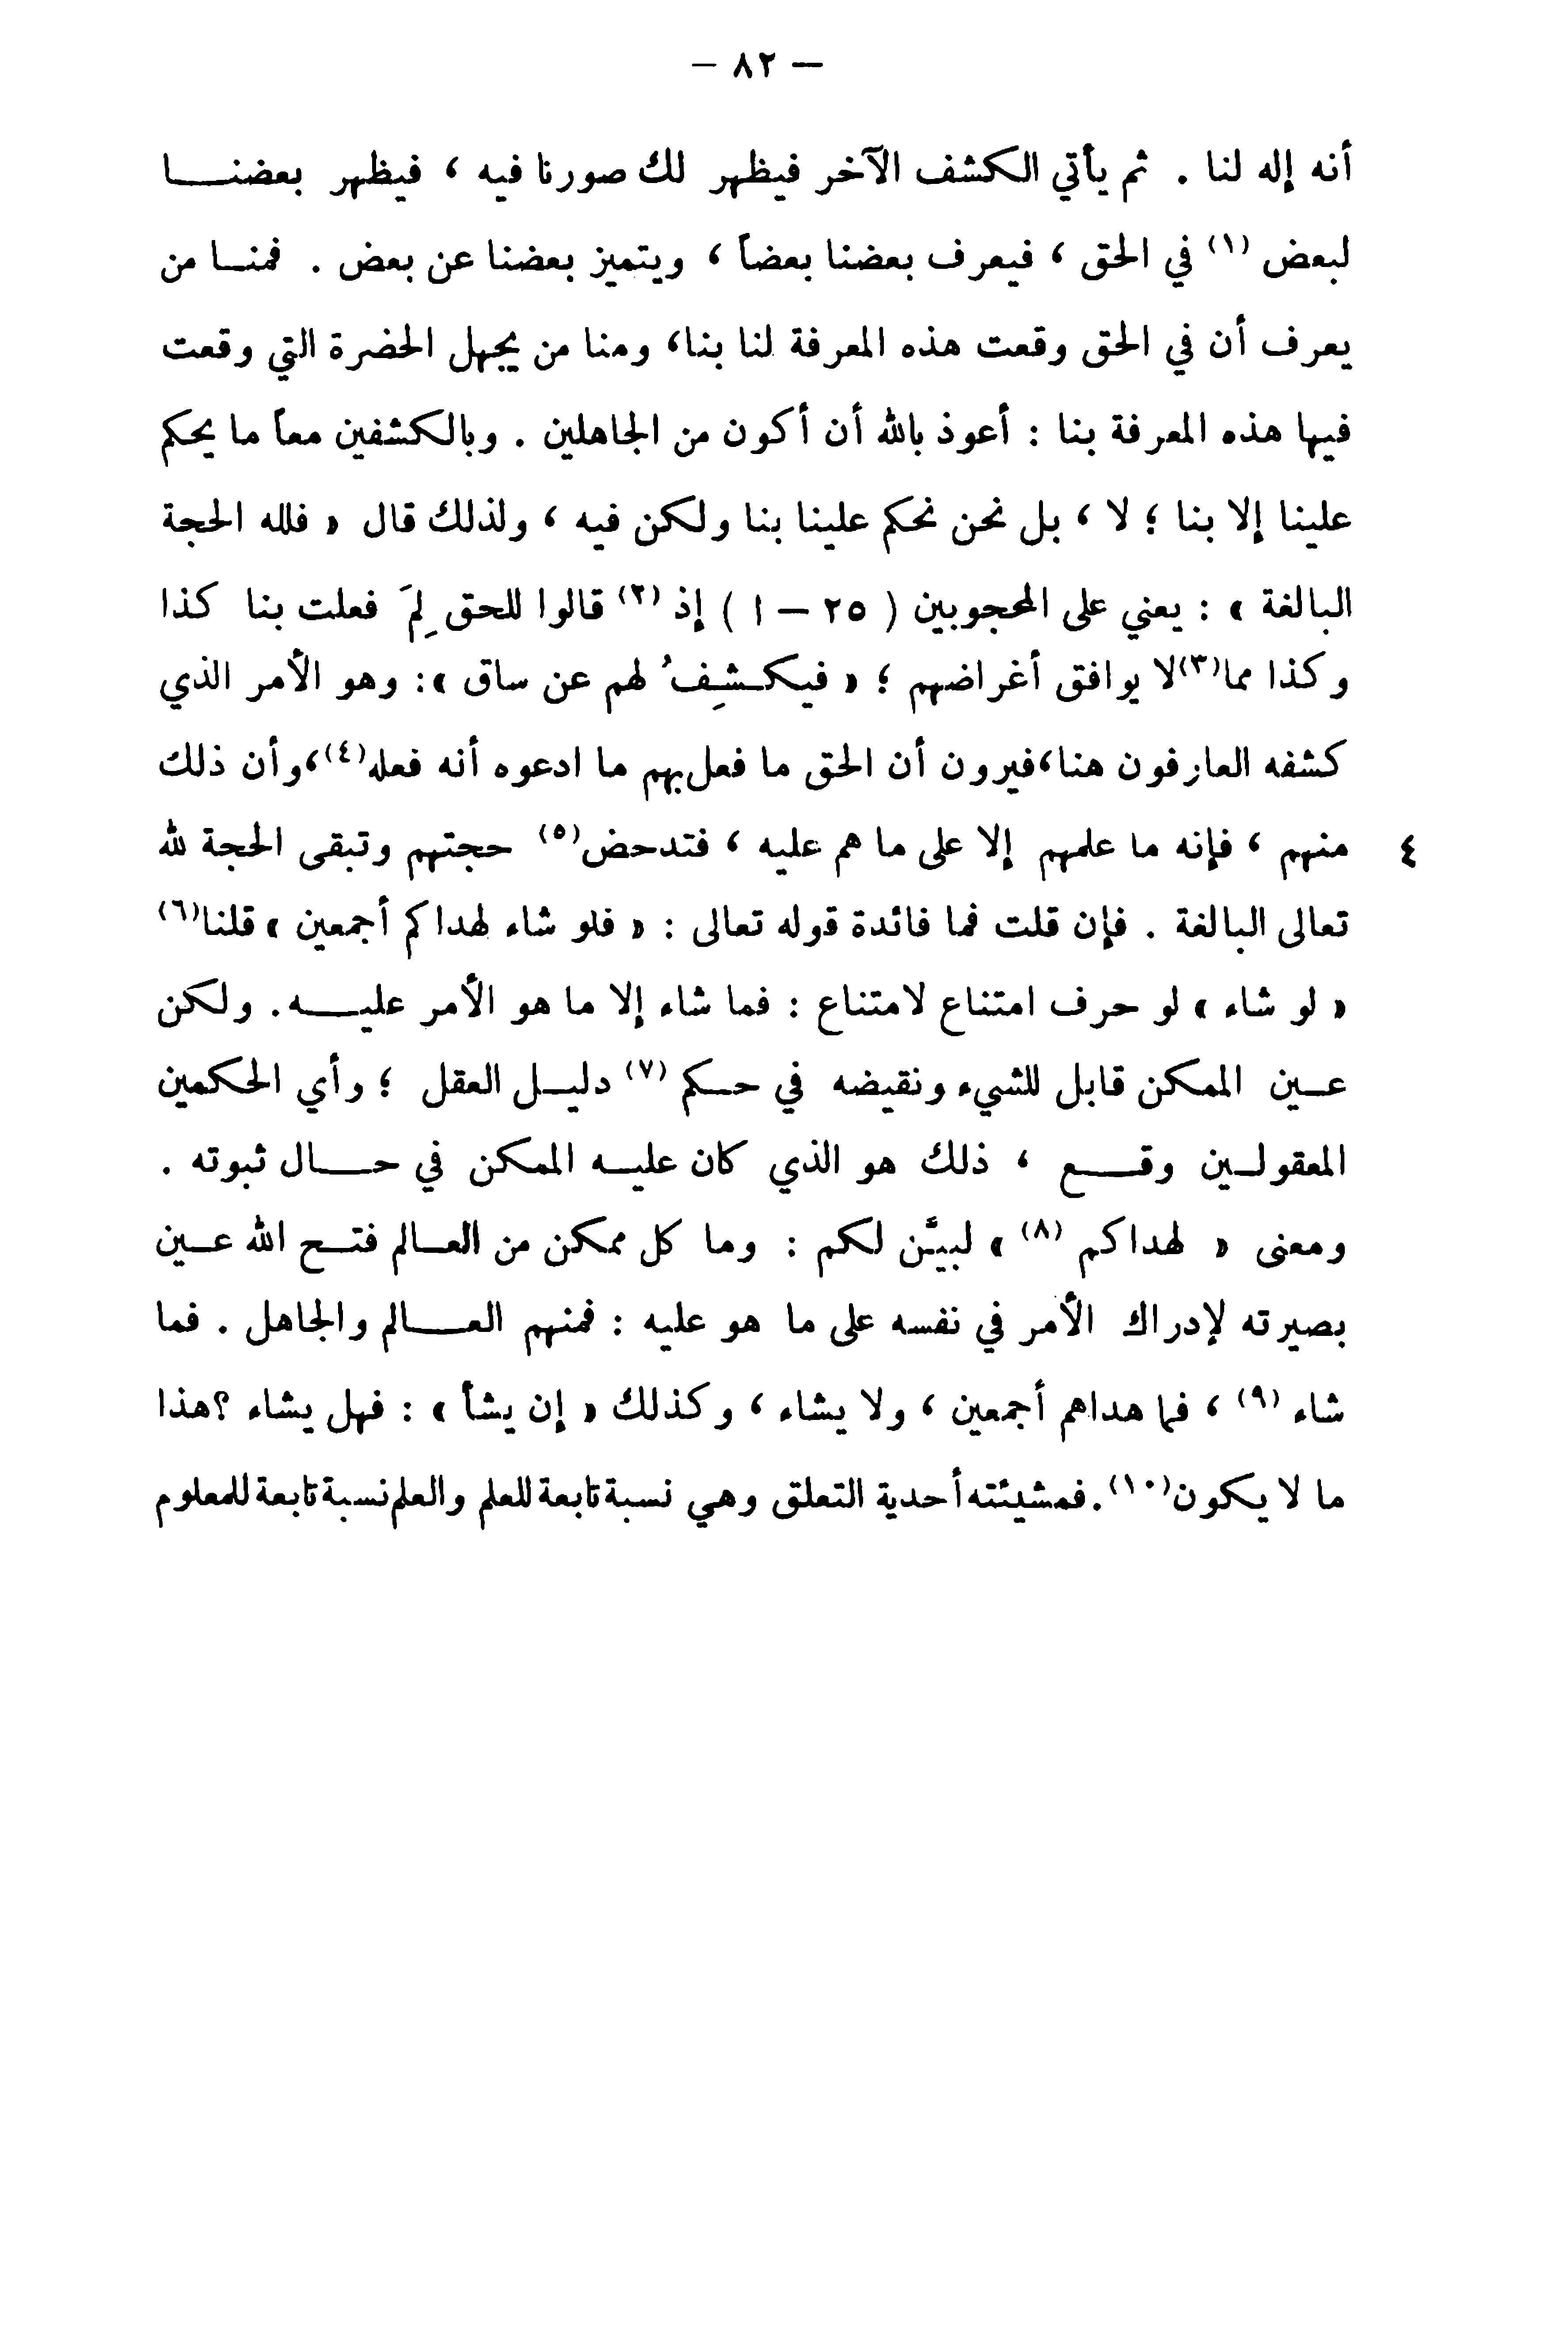 — ٨٢ —
أنه إله لنا . ثم يأتي الكشف الآخر فيظهر لك صورنا فيه ، فيظهر بعضنا
لبعض (١) في الحق ، فيعرف بعضنا بعضاً ، ويتميز بعضنا عن بعض . فمنا من
يعرف أن في الحق وقعت هذه المعرفة لنا بنا، ومنا من يجهل الحضرة التي وقعت
فيها هذه المعرفة بنا : أعوذ بالله أن أكون من الجاهلين . وبالكشفين معاً ما يحكم
علينا إلا بنا ؛ لا ، بل نحن نحكم علينا بنا ولكن فيه ، ولذلك قال « فلله الحجة
البالغة » : يعني على المحجوبين ( ٢٥ – ا ) إذ (٢) قالوا للحق لِمَ فعلت بنا كذا
وكذا مما(٣)لا يوافق أغراضهم ؛ « فيكشِفُ لهم عن ساق »: وهو الأمر الذي
كشفه العارفون هنا،فيرون أن الحق ما فعل بهم ما ادعوه أنه فعله(٤)،وأن ذلك
٤ منهم ، فإنه ما علمهم إلا على ما هم عليه ، فتدحض(٥) حجتهم وتبقى الحجة لله
تعالى البالغة . فإن قلت فما فائدة قوله تعالى : « فلو شاء لهداكم أجمعين » قلنا(٦)
« لو شاء » لو حرف امتناع لامتناع : فما شاء إلا ما هو الأمر عليه . ولكن
عين الممكن قابل للشيء ونقيضه في حكم (٧) دليل العقل ؛ وأي الحكمين
المعقولين وقع ، ذلك هو الذي كان عليه الممكن في حال ثبوته .
ومعنى « لهداكم (٨) » لبيَّن لكم : وما كل ممكن من العالم فتح الله عين
بصيرته لإدراك الأمر في نفسه على ما هو عليه : فمنهم العالم والجاهل . فما
شاء (٩) ، فما هداهم أجمعين ، ولا يشاء ، وكذلك « إن يشأ » : فهل يشاء ؟هذا
ما لا يكون(١٠).فمشيئته أحدية التعلق وهي نسبة تابعة للعلم والعلم نسبة تابعة للمعلوم